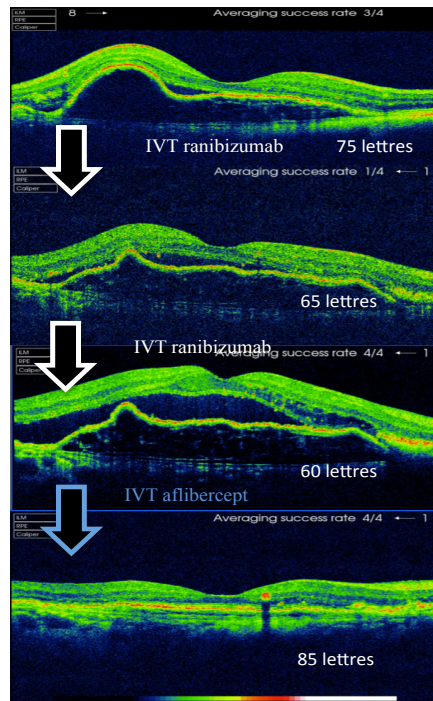 ILM 8 → Averaging success rate 3/4
RPE
Caliper
IVT ranibizumab 75 lettres
ILM Averaging success rate 1/4 ← 1
RPE
Caliper
65 lettres
IVT ranibizumab
ILM Averaging success rate 4/4 ← 1
RPE
Caliper
60 lettres
IVT aflibercept
ILM Averaging success rate 4/4 ← 1
RPE
Caliper
85 lettres